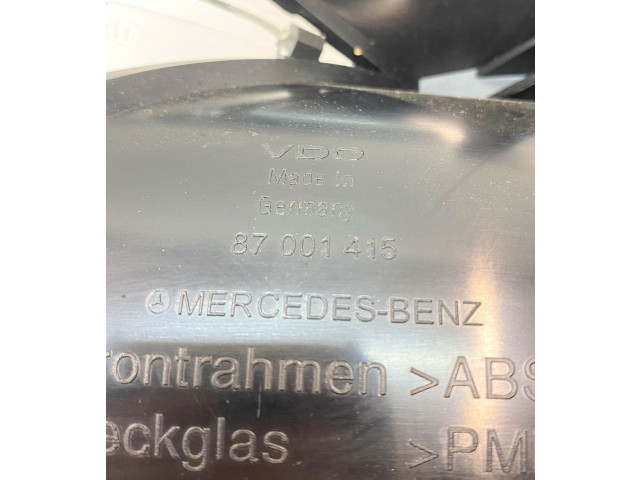 VDO
Made in
Germany
87 001 415
MERCEDES-BENZ
rontrahmen >ABS
eckglas >PM